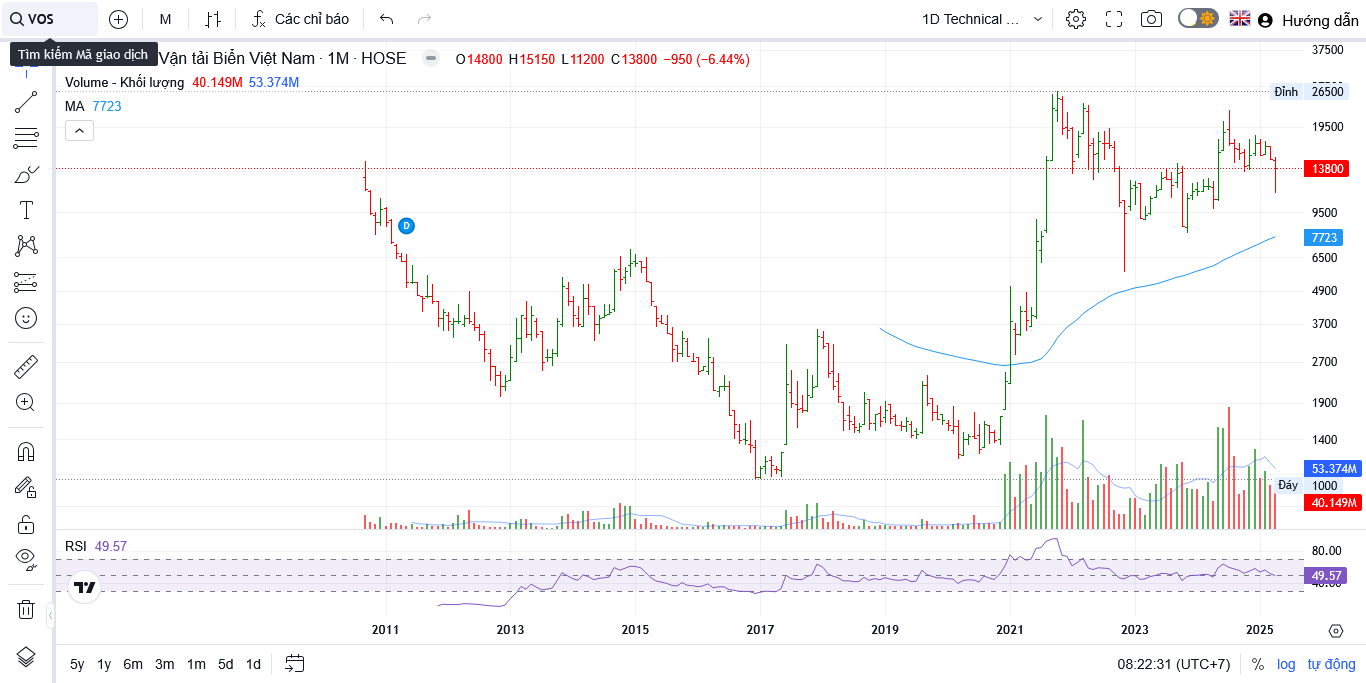 VOS
M
Các chỉ báo
1D Technical ...
Hướng dẫn
Tìm kiếm Mã giao dịch
Vận tải Biển Việt Nam · 1M · HOSE
O14800 H15150 L11200 C13800 −950 (−6.44%)
Volume - Khối lượng 40.149M 53.374M
MA 7723
D
37500
Đỉnh 26500
19500
13800
9500
7723
6500
4900
3700
2700
1900
1400
53.374M
Đáy 1000
40.149M
RSI 49.57
80.00
49.57
2011 2013 2015 2017 2019 2021 2023 2025
5y 1y 6m 3m 1m 5d 1d
08:22:31 (UTC+7) % log tự động